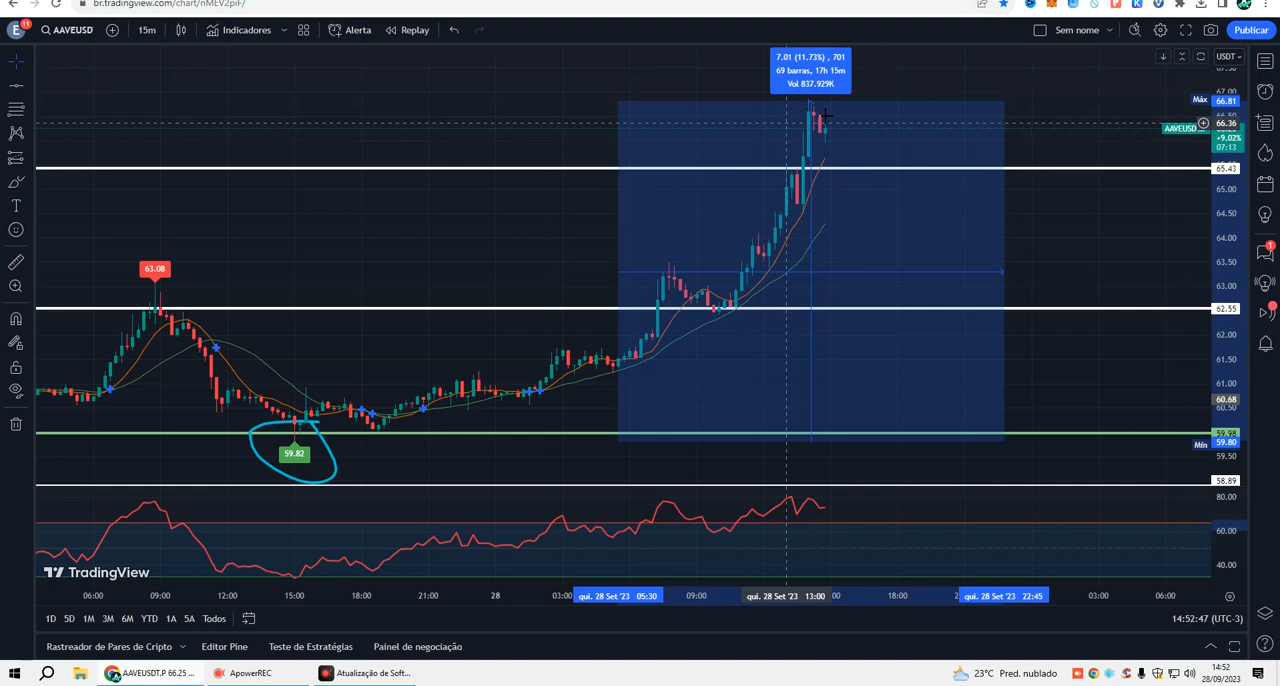 br.tradingview.com/chart/nMEV2piF/
E
11
AAVEUSD
15m
Indicadores
Alerta
Replay
Sem nome
Publicar
USDT
7.01 (11.73%) , 701
69 barras, 17h 15m
Vol 837.929K
67.00
Máx
66.81
66.36
AAVEUSD
+9.02%
07:13
65.43
65.00
64.50
64.00
63.50
63.00
62.55
62.00
61.50
61.00
60.68
60.50
59.98
Mín
59.80
59.50
58.89
63.08
59.82
80.00
60.00
40.00
TradingView
06:00
09:00
12:00
15:00
18:00
21:00
28
03:00
qui. 28 Set '23 05:30
09:00
qui. 28 Set '23 13:00
18:00
qui. 28 Set '23 22:45
03:00
06:00
1D
5D
1M
3M
6M
YTD
1A
5A
Todos
14:52:47 (UTC-3)
Rastreador de Pares de Cripto
Editor Pine
Teste de Estratégias
Painel de negociação
AAVEUSDT.P 66.25 ...
ApowerREC
Atualização de Soft...
23°C Pred. nublado
14:52
28/09/2023